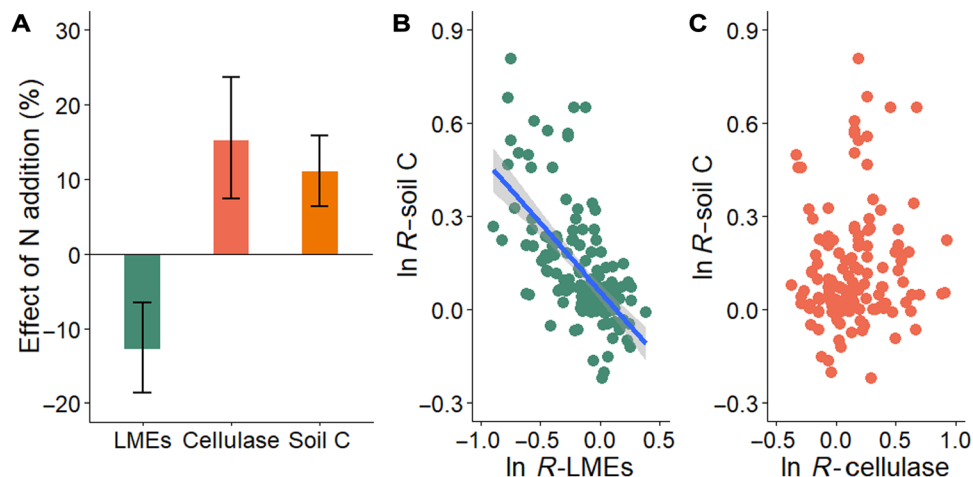 A
Effect of N addition (%)
30
20
10
0
−10
−20
LMEs Cellulase Soil C
B
ln R-soil C
0.9
0.6
0.3
0.0
−0.3
−1.0 −0.5 0.0 0.5
ln R-LMEs
C
ln R-soil C
0.9
0.6
0.3
0.0
−0.3
−0.5 0.0 0.5 1.0
ln R-cellulase